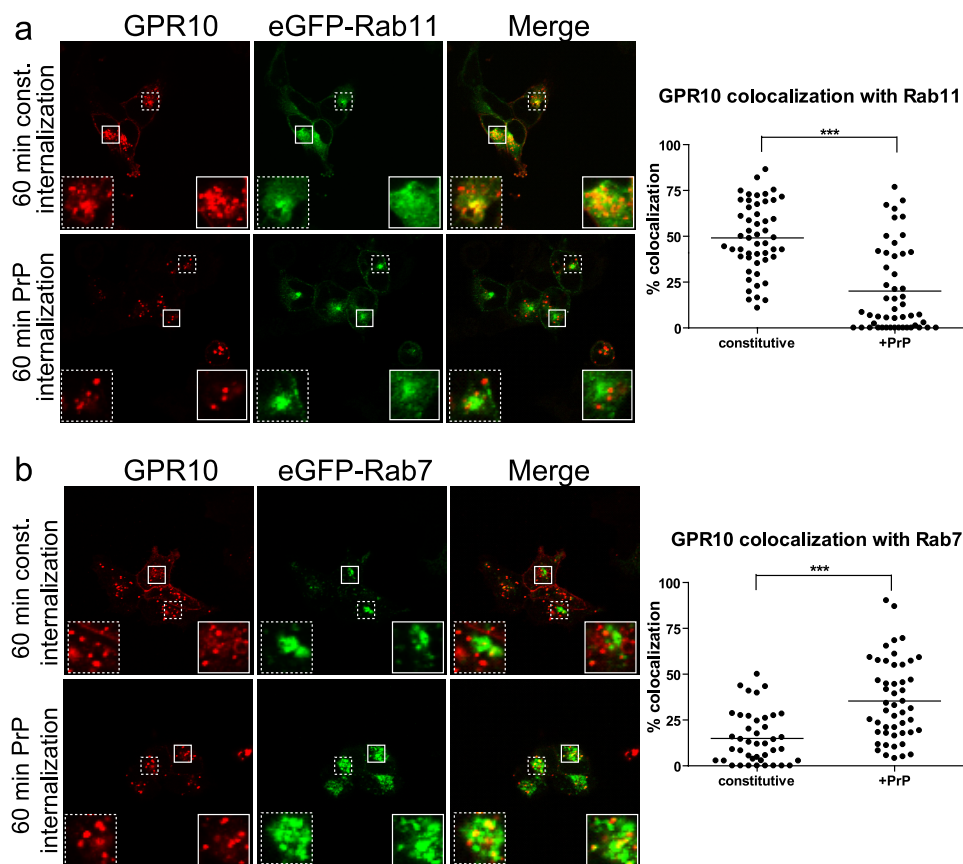 a
GPR10 eGFP-Rab11 Merge
60 min const.
internalization
60 min PrP
internalization
GPR10 colocalization with Rab11
***
% colocalization
100
75
50
25
0
constitutive +PrP
b
GPR10 eGFP-Rab7 Merge
60 min const.
internalization
60 min PrP
internalization
GPR10 colocalization with Rab7
***
% colocalization
100
75
50
25
0
constitutive +PrP